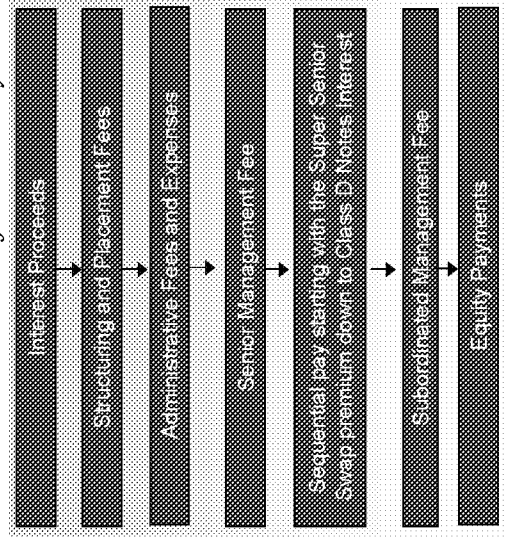 Interest Proceeds
Structuring and Placement Fees
Administrative Fees and Expenses
Senior Management Fee
Sequential pay starting with the Super Senior
Swap premium down to Class D Notes Interest
Subordinated Management Fee
Equity Payments